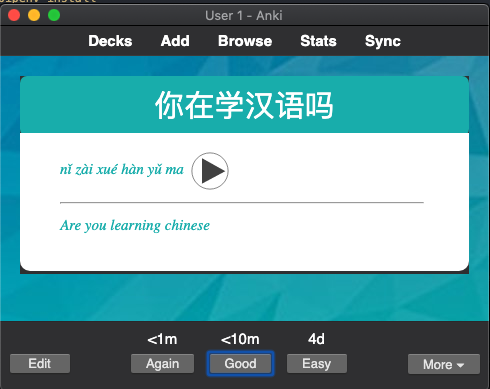 User 1 - Anki
Decks Add Browse Stats Sync
你在学汉语吗
nǐ zài xué hàn yǔ ma
Are you learning chinese
<1m <10m 4d
Edit Again Good Easy More